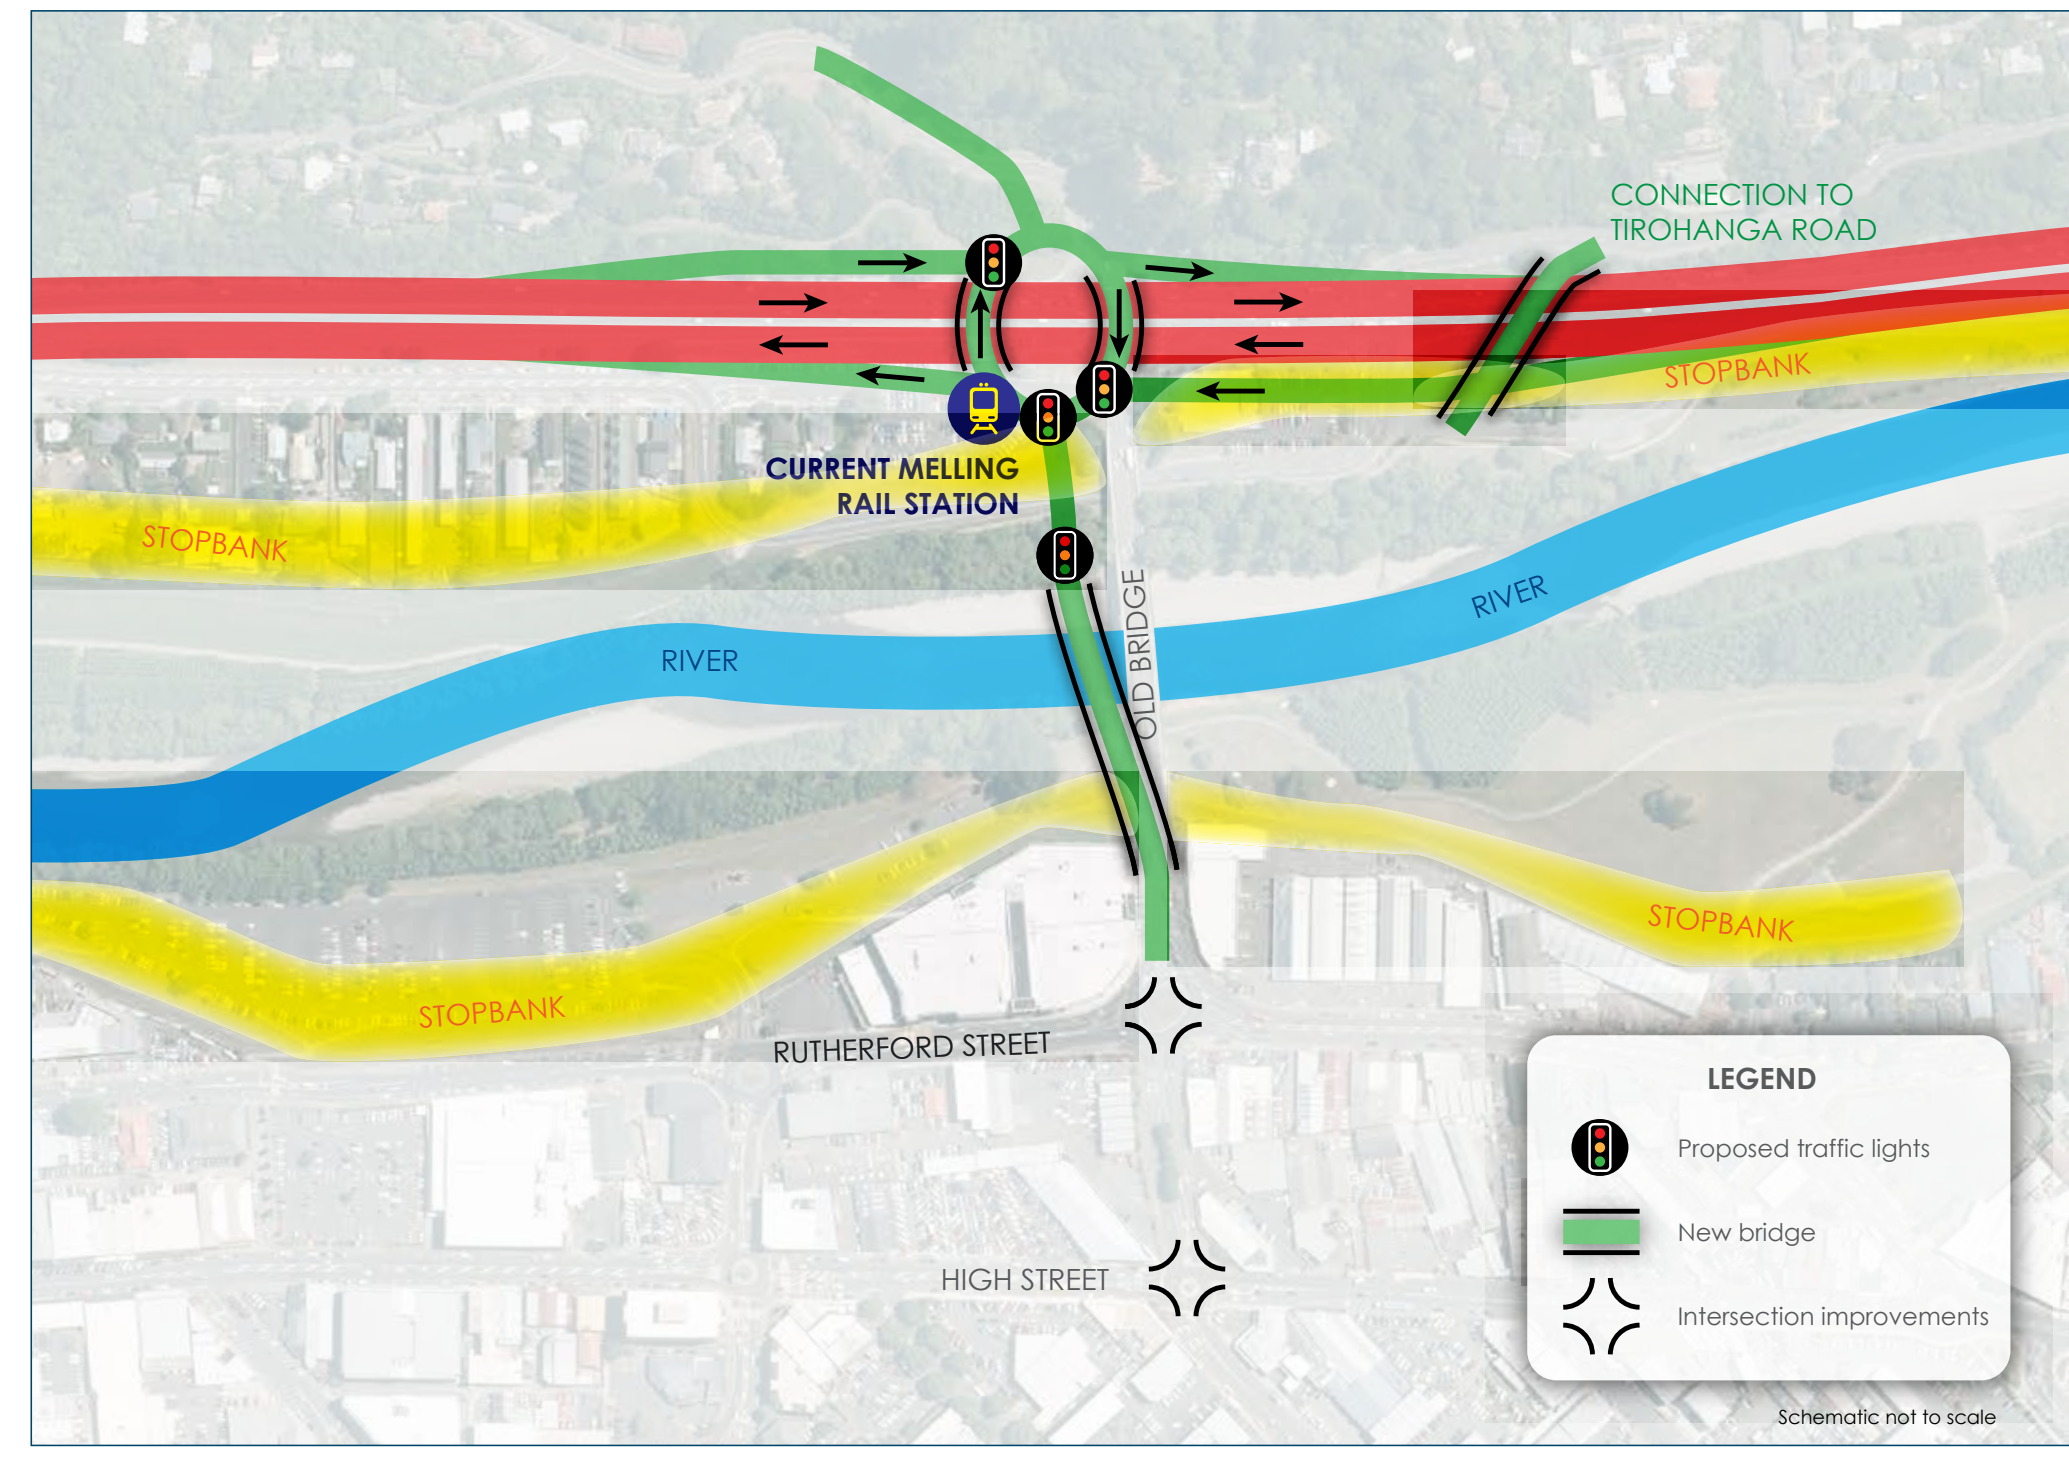 CONNECTION TO
TIROHANGA ROAD
STOPBANK
CURRENT MELLING
RAIL STATION
STOPBANK
OLD BRIDGE
RIVER
RIVER
STOPBANK
STOPBANK
RUTHERFORD STREET
HIGH STREET
LEGEND
Proposed traffic lights
New bridge
Intersection improvements
Schematic not to scale